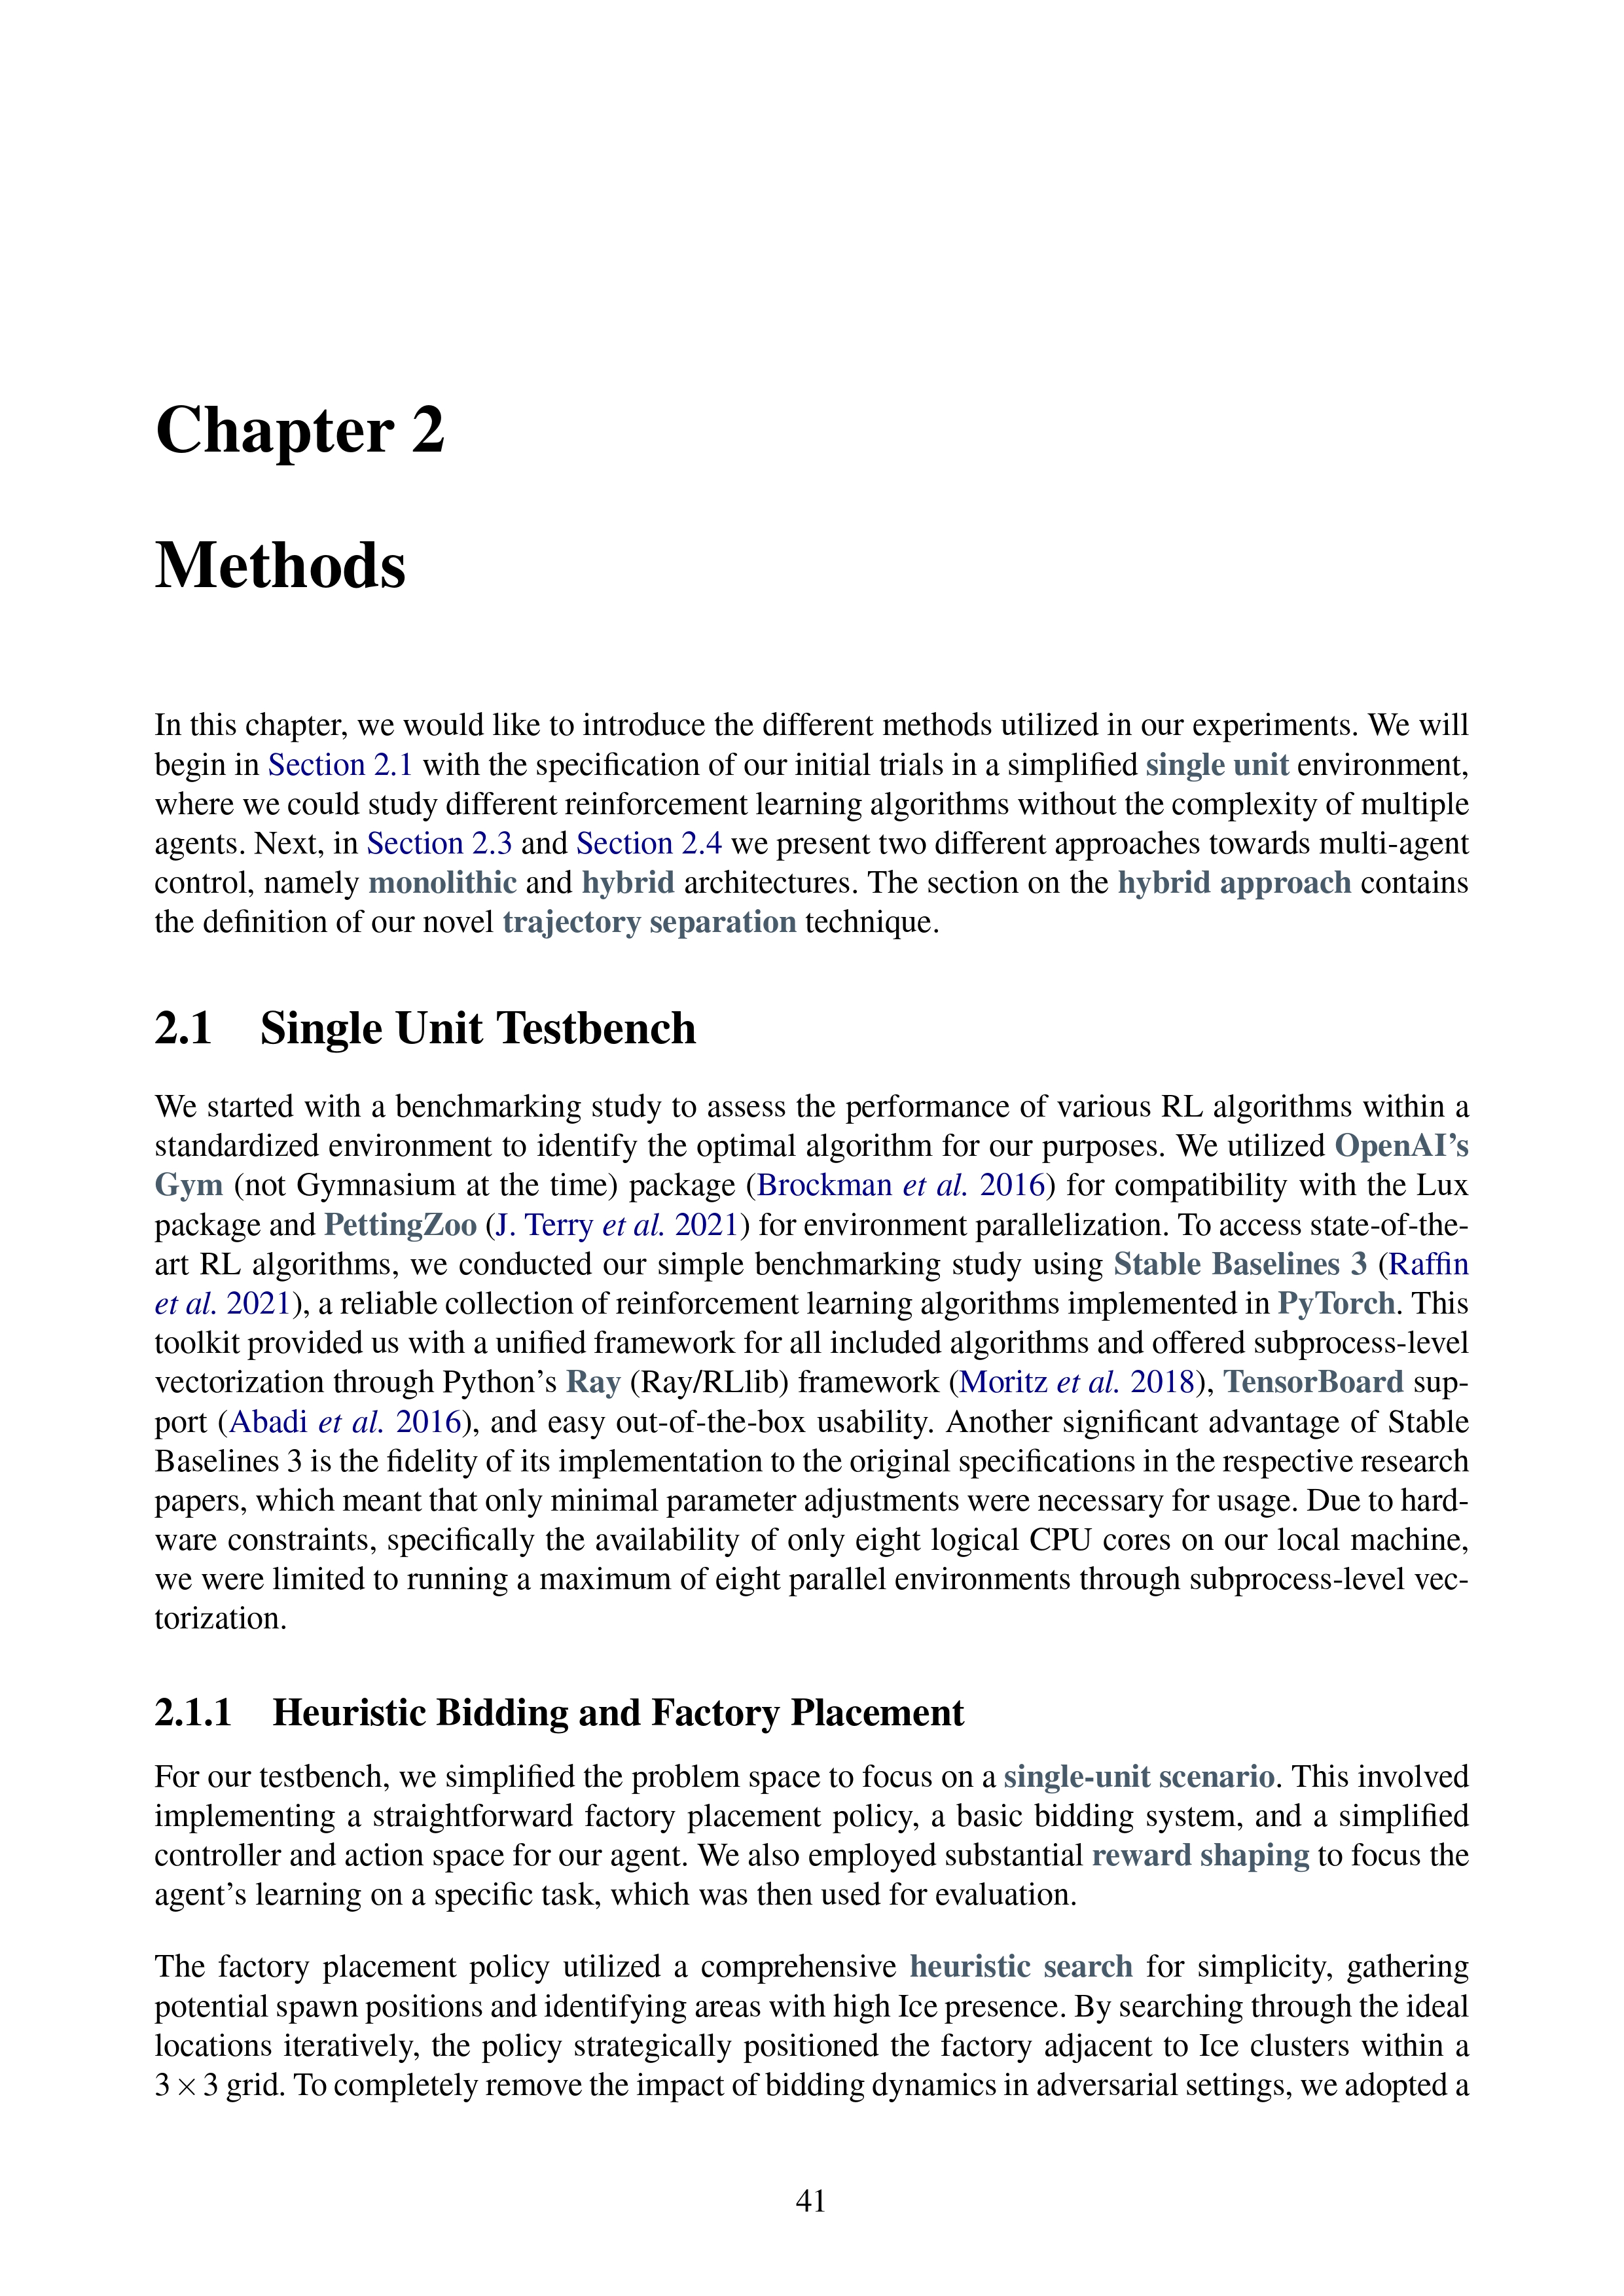 Chapter 2
Methods
In this chapter, we would like to introduce the different methods utilized in our experiments. We will
begin in Section 2.1 with the specification of our initial trials in a simplified single unit environment,
where we could study different reinforcement learning algorithms without the complexity of multiple
agents. Next, in Section 2.3 and Section 2.4 we present two different approaches towards multi-agent
control, namely monolithic and hybrid architectures. The section on the hybrid approach contains
the definition of our novel trajectory separation technique.
2.1 Single Unit Testbench
We started with a benchmarking study to assess the performance of various RL algorithms within a
standardized environment to identify the optimal algorithm for our purposes. We utilized OpenAI's
Gym (not Gymnasium at the time) package (Brockman et al. 2016) for compatibility with the Lux
package and PettingZoo (J. Terry et al. 2021) for environment parallelization. To access state-of-the-
art RL algorithms, we conducted our simple benchmarking study using Stable Baselines 3 (Raffin
et al. 2021), a reliable collection of reinforcement learning algorithms implemented in PyTorch. This
toolkit provided us with a unified framework for all included algorithms and offered subprocess-level
vectorization through Python's Ray (Ray/RLlib) framework (Moritz et al. 2018), TensorBoard sup-
port (Abadi et al. 2016), and easy out-of-the-box usability. Another significant advantage of Stable
Baselines 3 is the fidelity of its implementation to the original specifications in the respective research
papers, which meant that only minimal parameter adjustments were necessary for usage. Due to hard-
ware constraints, specifically the availability of only eight logical CPU cores on our local machine,
we were limited to running a maximum of eight parallel environments through subprocess-level vec-
torization.
2.1.1 Heuristic Bidding and Factory Placement
For our testbench, we simplified the problem space to focus on a single-unit scenario. This involved
implementing a straightforward factory placement policy, a basic bidding system, and a simplified
controller and action space for our agent. We also employed substantial reward shaping to focus the
agent's learning on a specific task, which was then used for evaluation.
The factory placement policy utilized a comprehensive heuristic search for simplicity, gathering
potential spawn positions and identifying areas with high Ice presence. By searching through the ideal
locations iteratively, the policy strategically positioned the factory adjacent to Ice clusters within a
3 × 3 grid. To completely remove the impact of bidding dynamics in adversarial settings, we adopted a
41